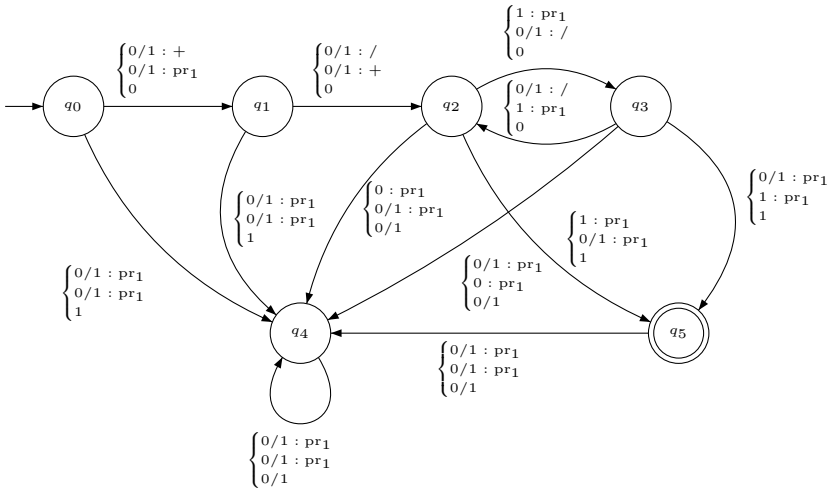 1 : pr1
0/1 : /
0
0/1 : +
0/1 : pr1
0
0/1 : /
0/1 : +
0
0/1 : /
1 : pr1
0
q0
q1
q2
q3
0/1 : pr1
1 : pr1
1
0/1 : pr1
0/1 : pr1
1
0 : pr1
0/1 : pr1
0/1
1 : pr1
0/1 : pr1
1
0/1 : pr1
0/1 : pr1
1
0/1 : pr1
0 : pr1
0/1
q4
q5
0/1 : pr1
0/1 : pr1
0/1
0/1 : pr1
0/1 : pr1
0/1